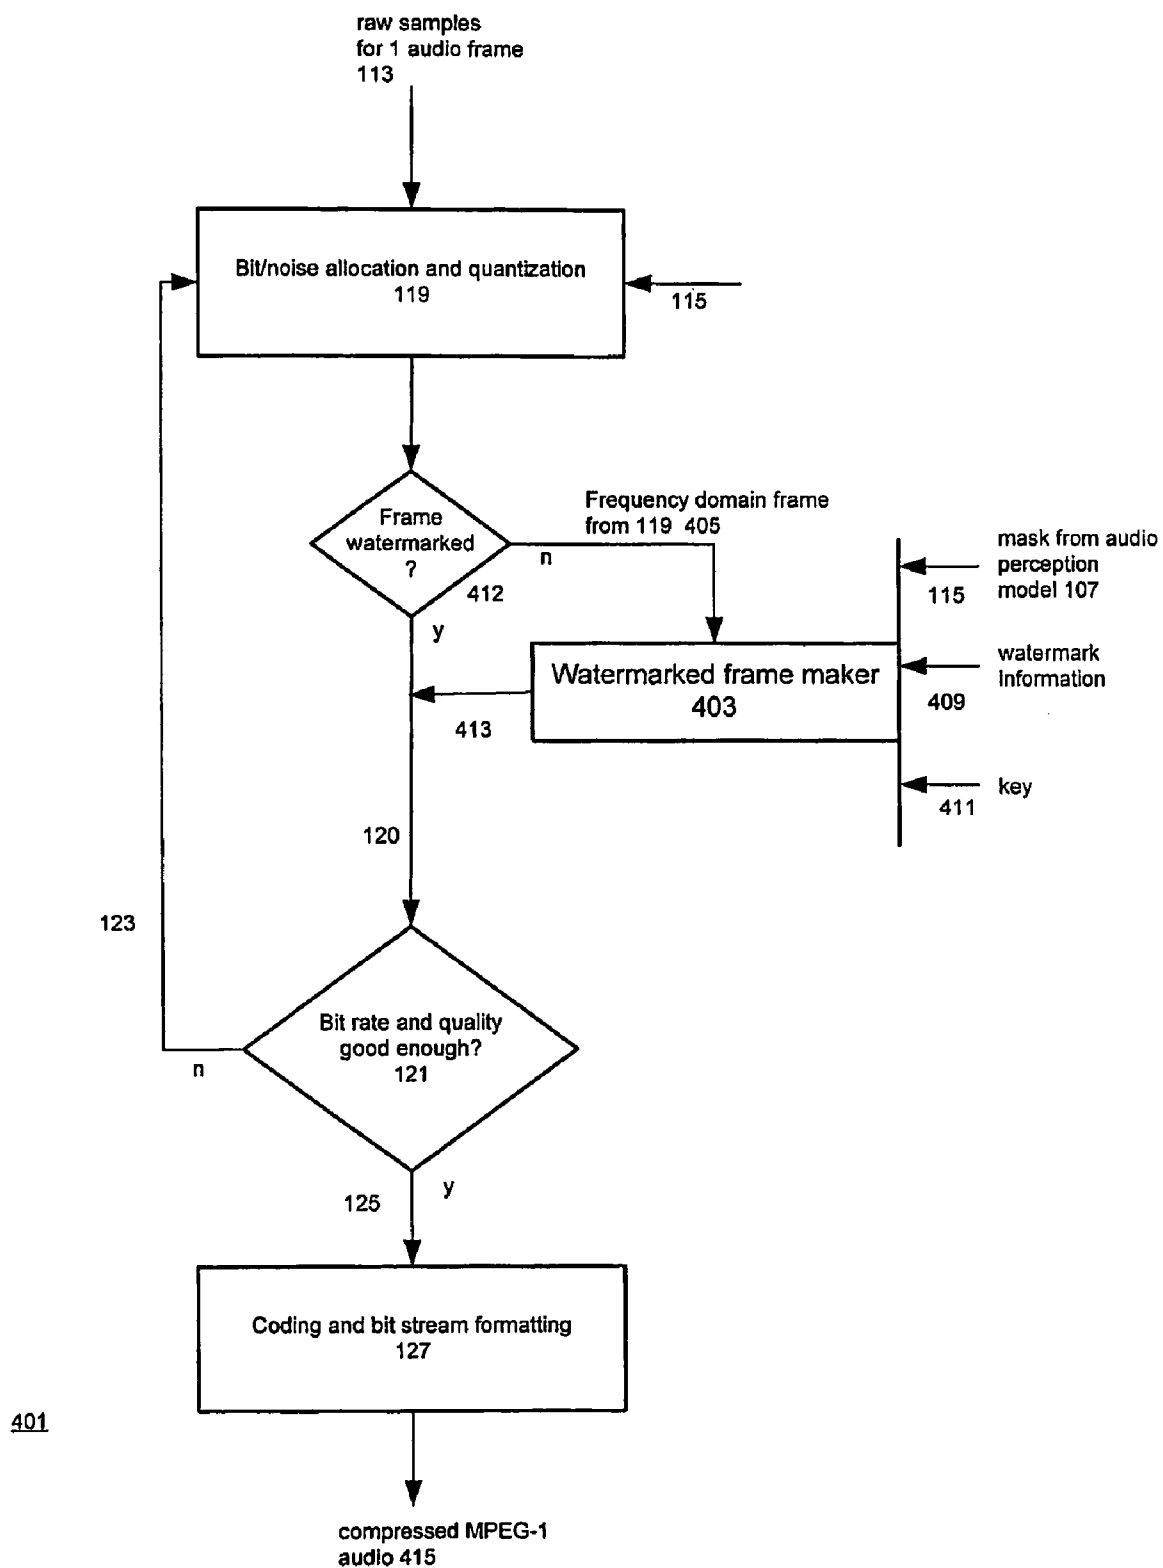 raw samples
for 1 audio frame
113
Bit/noise allocation and quantization
119
115
Frame
watermarked
?
412
n
y
Frequency domain frame
from 119 405
mask from audio
perception
model 107
115
watermark
Information
409
Watermarked frame maker
403
413
key
411
120
123
Bit rate and quality
good enough?
121
n
y
125
Coding and bit stream formatting
127
401
compressed MPEG-1
audio 415